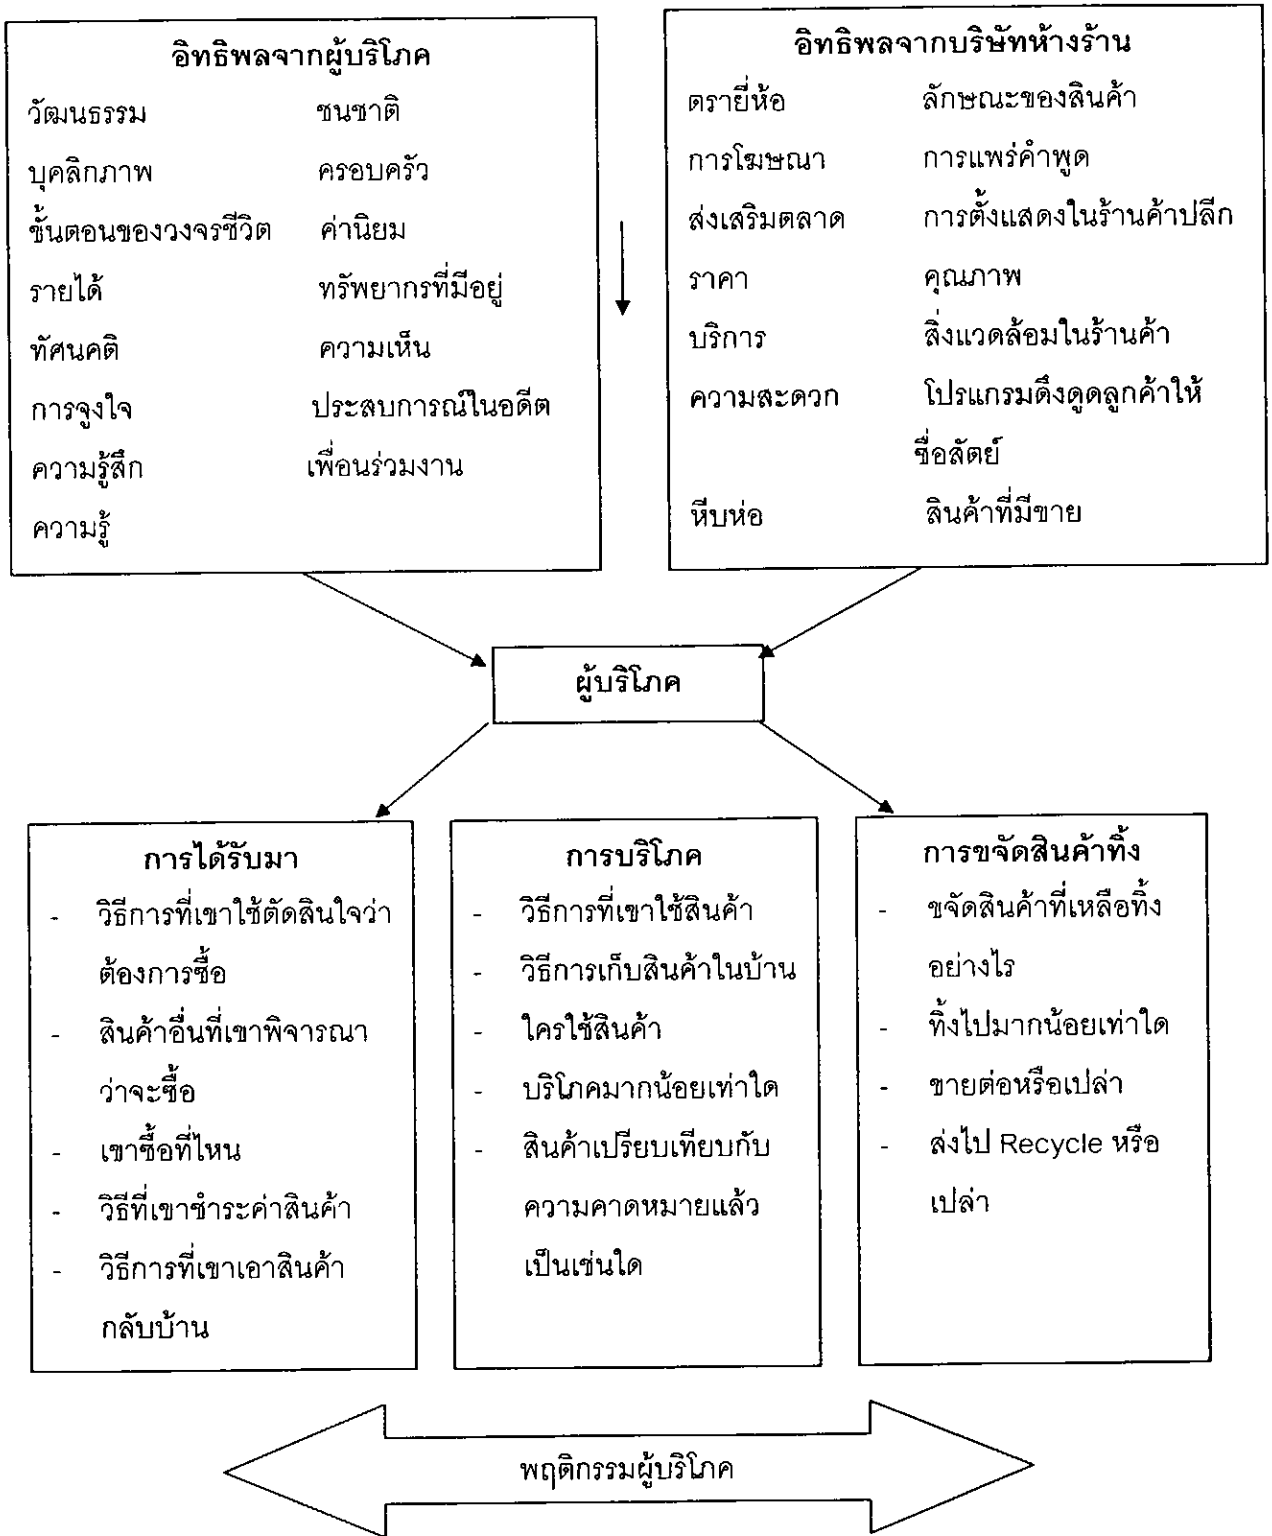 อิทธิพลจากผู้บริโภค
วัฒนธรรม ชนชาติ
บุคลิกภาพ ครอบครัว
ขั้นตอนของวงจรชีวิต ค่านิยม
รายได้ ทรัพยากรที่มีอยู่
ทัศนคติ ความเห็น
การจูงใจ ประสบการณ์ในอดีต
ความรู้สึก เพื่อนร่วมงาน
ความรู้
อิทธิพลจากบริษัทห้างร้าน
ตรายี่ห้อ ลักษณะของสินค้า
การโฆษณา การแพร่คำพูด
ส่งเสริมตลาด การตั้งแสดงในร้านค้าปลีก
ราคา คุณภาพ
บริการ สิ่งแวดล้อมในร้านค้า
ความสะดวก โปรแกรมดึงดูดลูกค้าให้
ซื่อสัตย์
หีบห่อ สินค้าที่มีขาย
ผู้บริโภค
การได้รับมา
- วิธีการที่เขาใช้ตัดสินใจว่า
ต้องการซื้อ
- สินค้าอื่นที่เขาพิจารณา
ว่าจะซื้อ
- เขาซื้อที่ไหน
- วิธีที่เขาชำระค่าสินค้า
- วิธีการที่เขาเอาสินค้า
กลับบ้าน
การบริโภค
- วิธีการที่เขาใช้สินค้า
- วิธีการเก็บสินค้าในบ้าน
- ใครใช้สินค้า
- บริโภคมากน้อยเท่าใด
- สินค้าเปรียบเทียบกับ
ความคาดหมายแล้ว
เป็นเช่นใด
การขจัดสินค้าทิ้ง
- ขจัดสินค้าที่เหลือทิ้ง
อย่างไร
- ทิ้งไปมากน้อยเท่าใด
- ขายต่อหรือเปล่า
- ส่งไป Recycle หรือ
เปล่า
พฤติกรรมผู้บริโภค